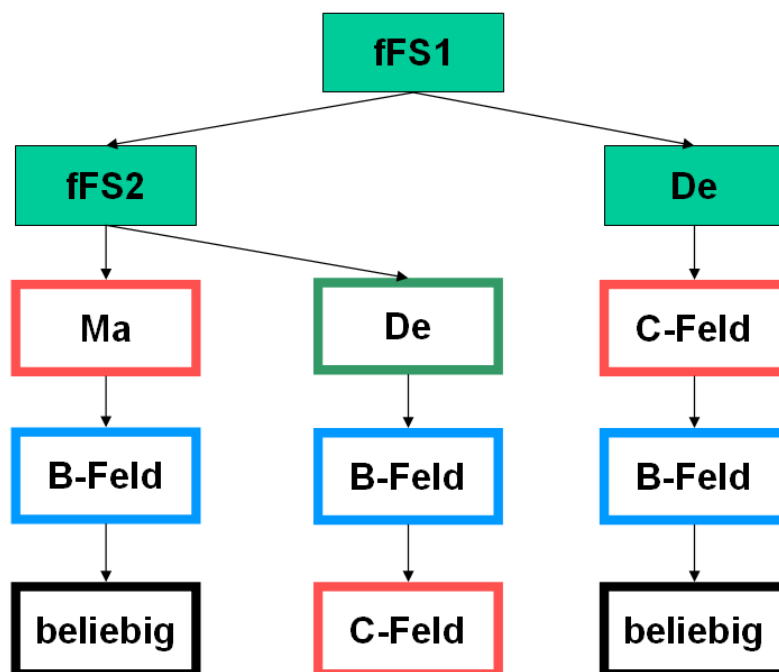 fFS1
fFS2
De
Ma
De
C-Feld
B-Feld
B-Feld
B-Feld
beliebig
C-Feld
beliebig